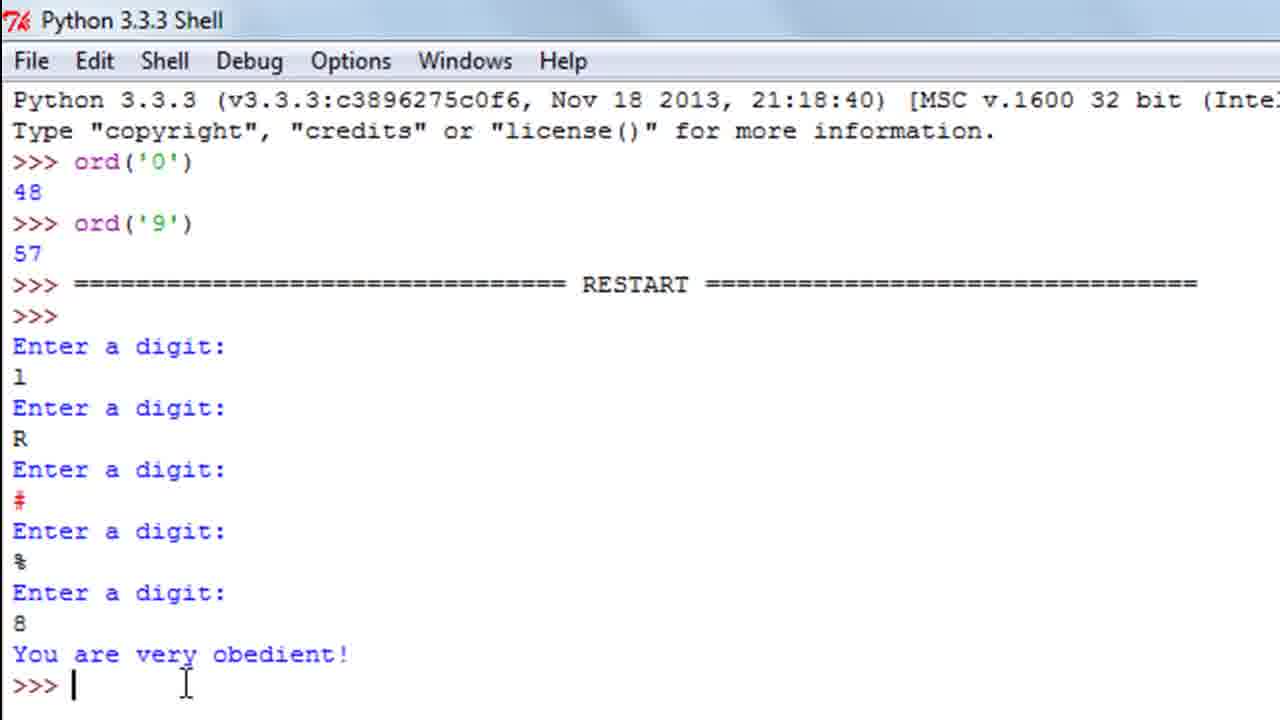 Python 3.3.3 Shell
File Edit Shell Debug Options Windows Help
Python 3.3.3 (v3.3.3:c3896275c0f6, Nov 18 2013, 21:18:40) [MSC v.1600 32 bit (Inte
Type "copyright", "credits" or "license()" for more information.
>>> ord('0')
48
>>> ord('9')
57
>>> ================================ RESTART ================================
>>>
Enter a digit:
l
Enter a digit:
R
Enter a digit:
#
Enter a digit:
%
Enter a digit:
8
You are very obedient!
>>>